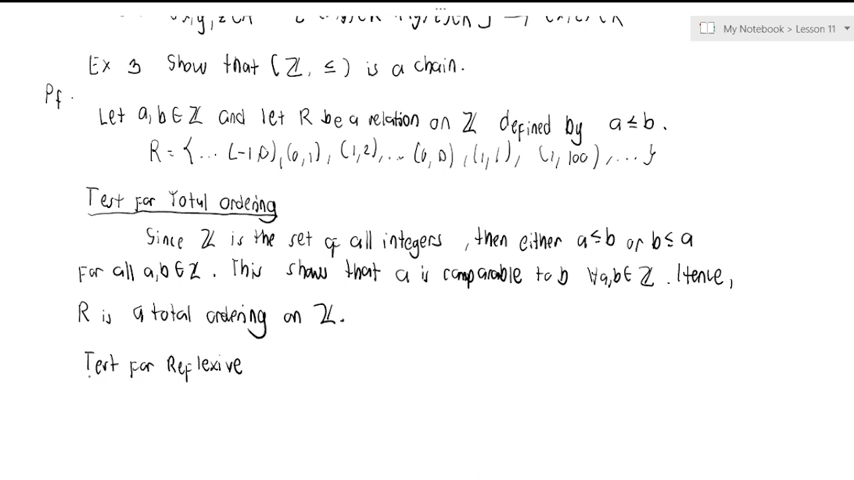 My Notebook > Lesson 11
Ex 3 Show that (ℤ, ≤) is a chain.
Pf.
Let a,b ∈ ℤ and let R be a relation on ℤ defined by a ≤ b.
R = { ... (-1,0), (0,1), (1,2), ... (0,0), (1,1), (1,100), ... }
Test for Total ordering
Since ℤ is the set of all integers, then either a ≤ b or b ≤ a
For all a,b ∈ ℤ. This shows that a is comparable to b ∀a,b ∈ ℤ. Hence,
R is a total ordering on ℤ.
Test for Reflexive